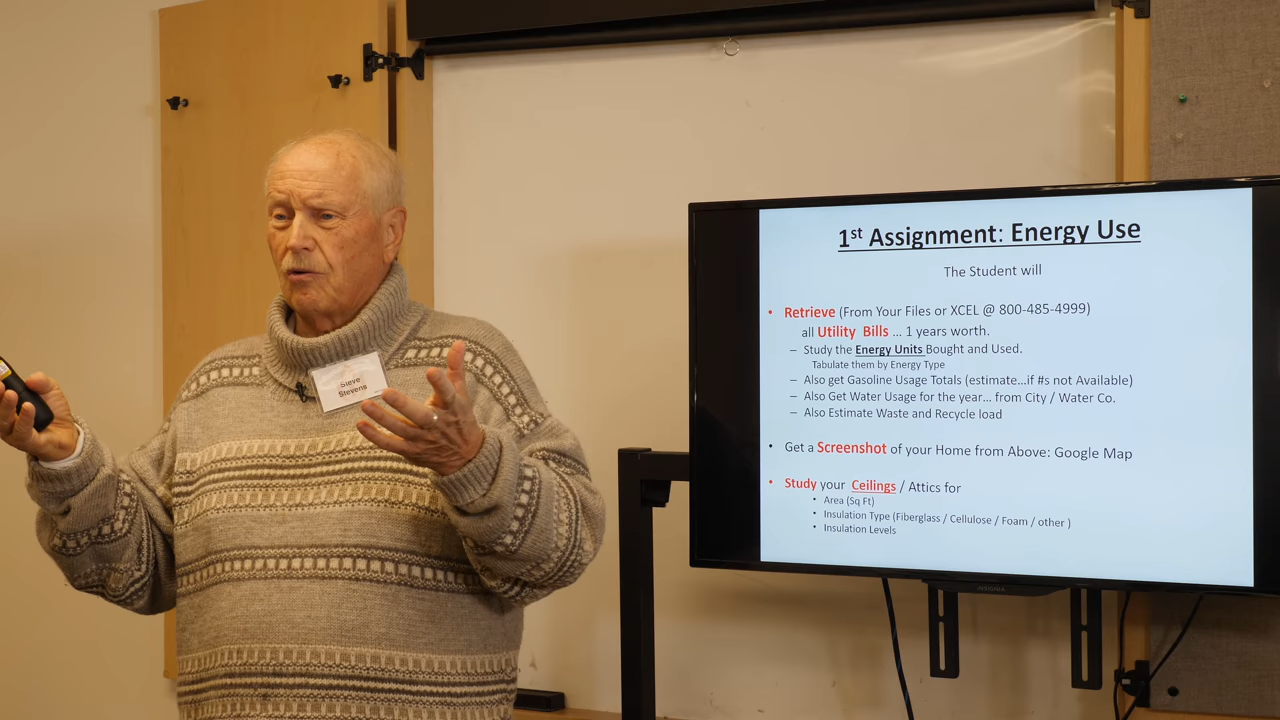 Steve
Stevens
1st Assignment: Energy Use
The Student will
• Retrieve (From Your Files or XCEL @ 800-485-4999)
all Utility Bills ... 1 years worth.
– Study the Energy Units Bought and Used.
Tabulate them by Energy Type
– Also get Gasoline Usage Totals (estimate...if #s not Available)
– Also Get Water Usage for the year... from City / Water Co.
– Also Estimate Waste and Recycle load
• Get a Screenshot of your Home from Above: Google Map
• Study your Ceilings / Attics for
• Area (Sq Ft)
• Insulation Type (Fiberglass / Cellulose / Foam / other )
• Insulation Levels
INSIGNIA